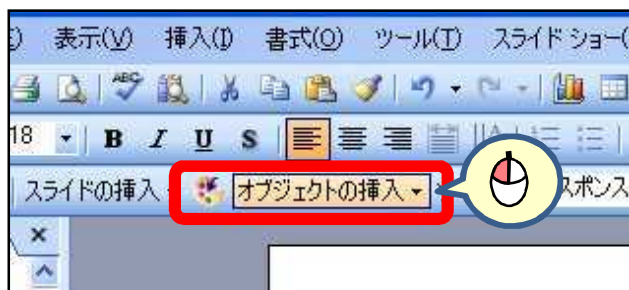 表示(V) 挿入(I) 書式(O) ツール(T) スライド ショー(
ABC
18 B I U S
スライドの挿入 オブジェクトの挿入 スポンス